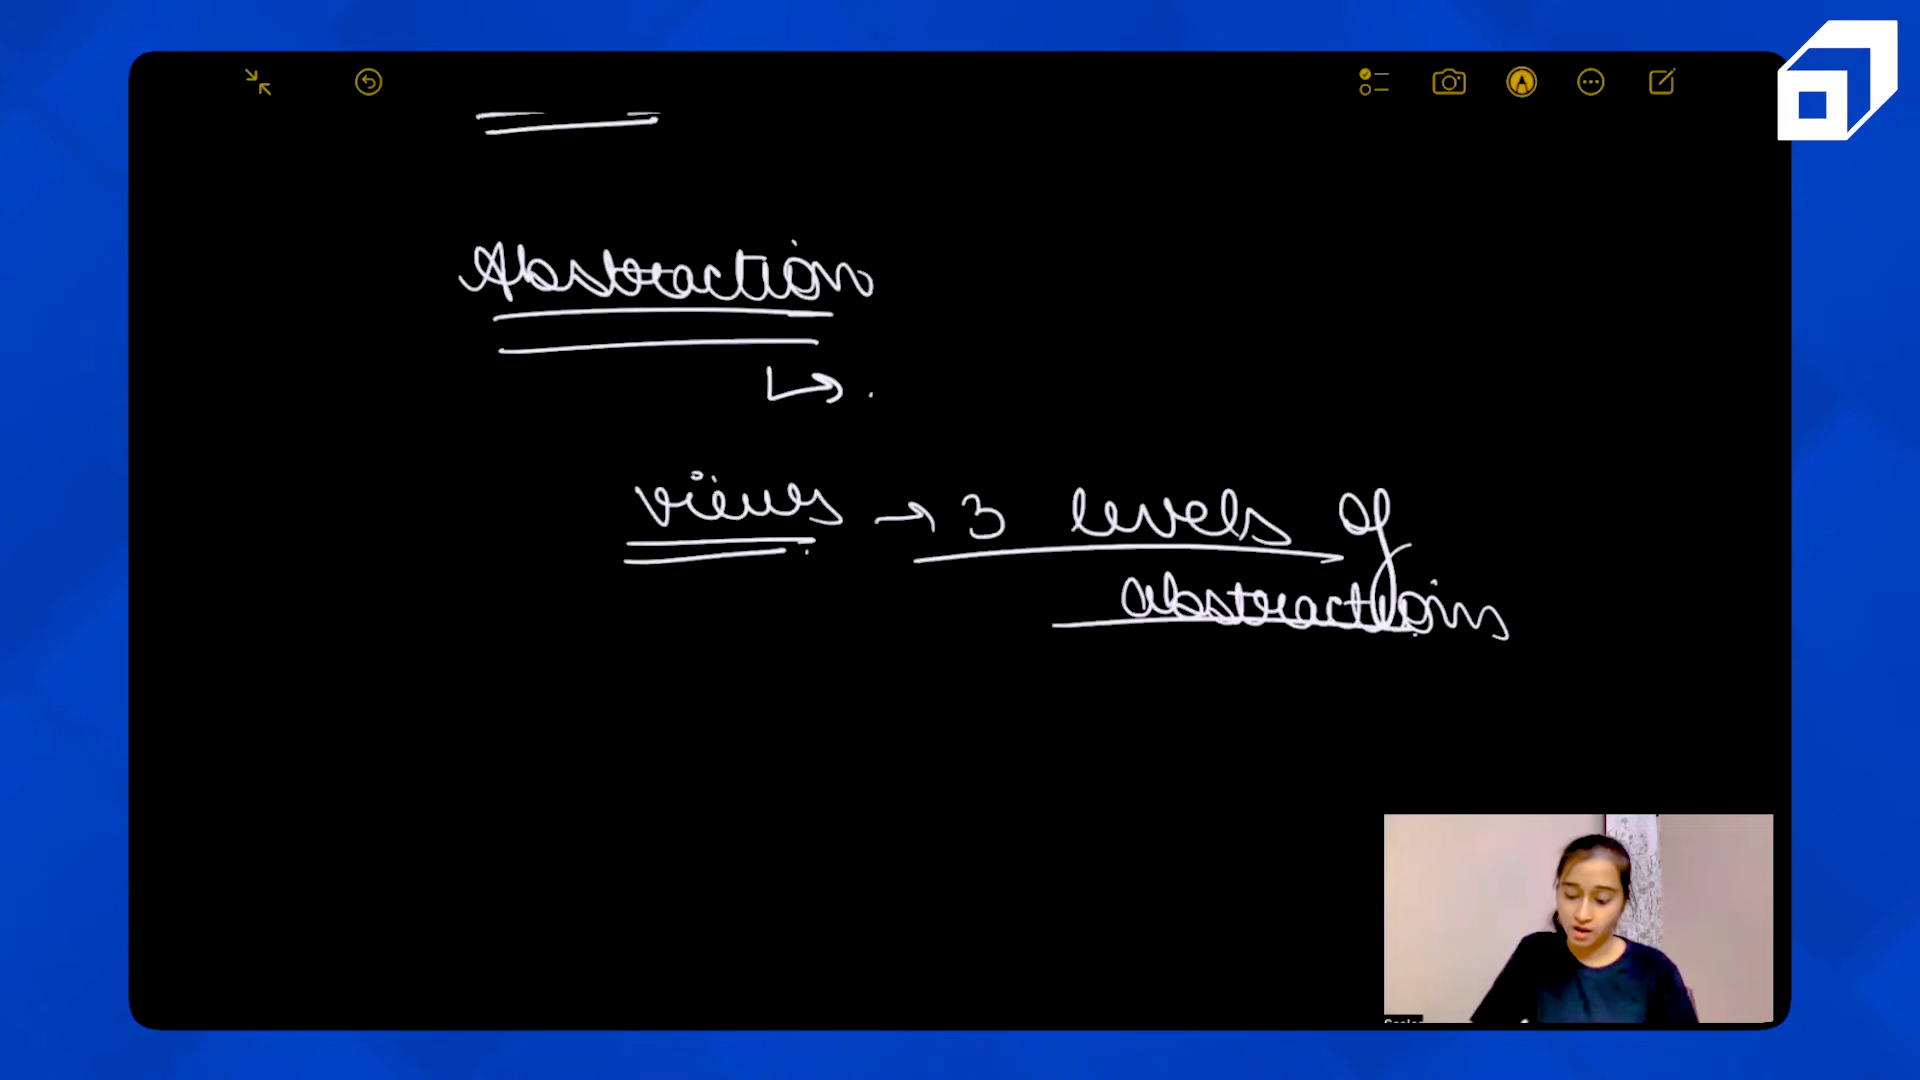 Abstraction
views → 3 levels of
abstractions